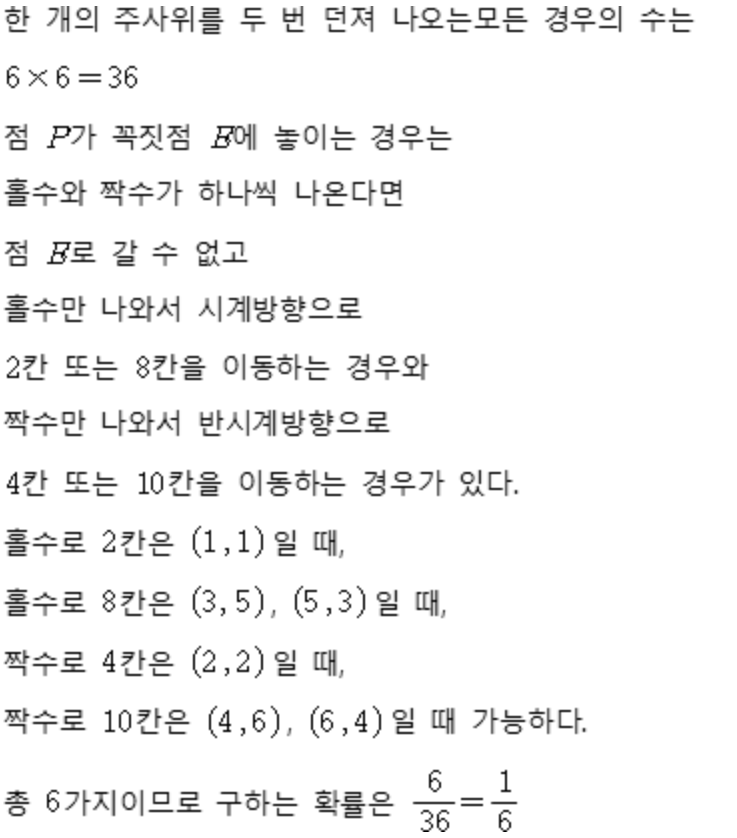 한 개의 주사위를 두 번 던져 나오는모든 경우의 수는
6×6=36
점 P가 꼭짓점 E에 놓이는 경우는
홀수와 짝수가 하나씩 나온다면
점 E로 갈 수 없고
홀수만 나와서 시계방향으로
2칸 또는 8칸을 이동하는 경우와
짝수만 나와서 반시계방향으로
4칸 또는 10칸을 이동하는 경우가 있다.
홀수로 2칸은 (1,1)일 때,
홀수로 8칸은 (3,5), (5,3)일 때,
짝수로 4칸은 (2,2)일 때,
짝수로 10칸은 (4,6), (6,4)일 때 가능하다.
총 6가지이므로 구하는 확률은 6/36=1/6